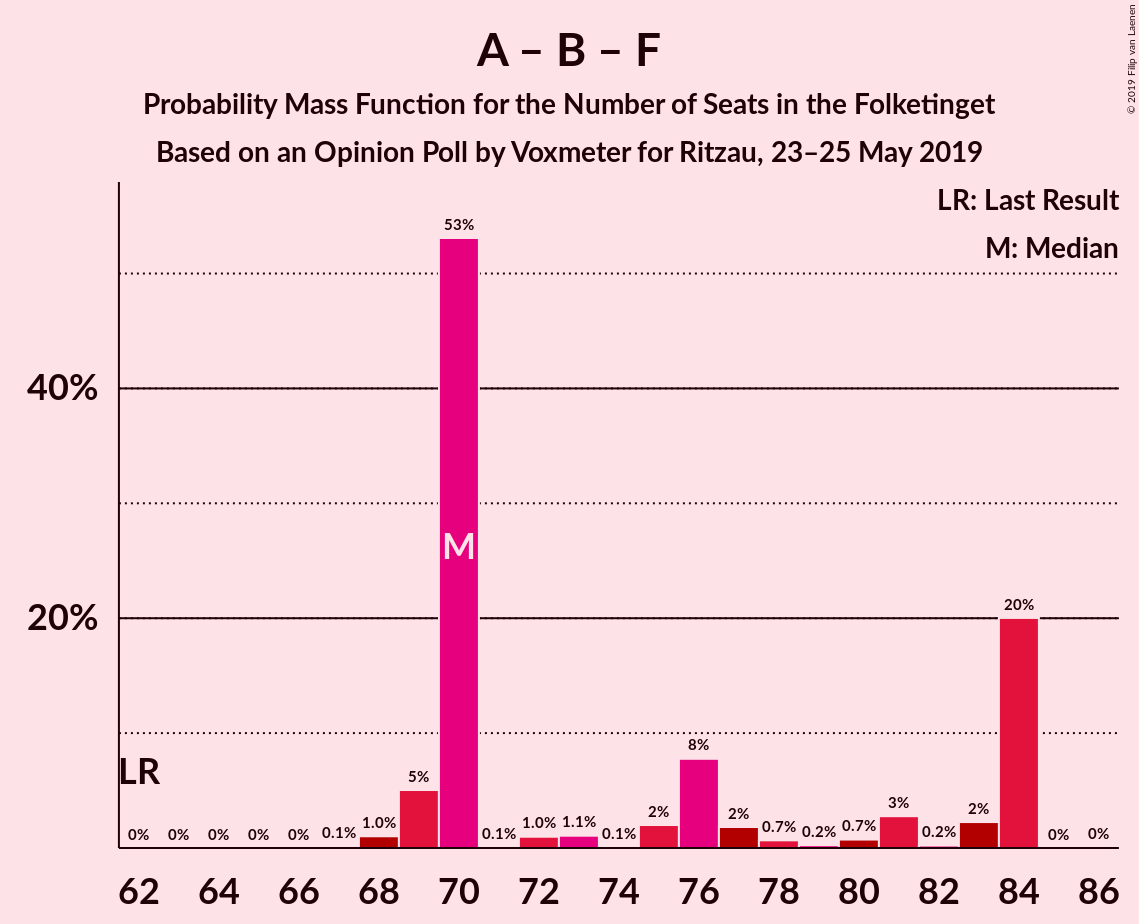 A – B – F
Probability Mass Function for the Number of Seats in the Folketinget
Based on an Opinion Poll by Voxmeter for Ritzau, 23–25 May 2019
© 2019 Filip van Laenen
LR: Last Result
M: Median
40%
20%
LR
M
0% 0% 0% 0% 0% 0.1% 1.0% 5% 53% 0.1% 1.0% 1.1% 0.1% 2% 8% 2% 0.7% 0.2% 0.7% 3% 0.2% 2% 20% 0% 0%
62 64 66 68 70 72 74 76 78 80 82 84 86